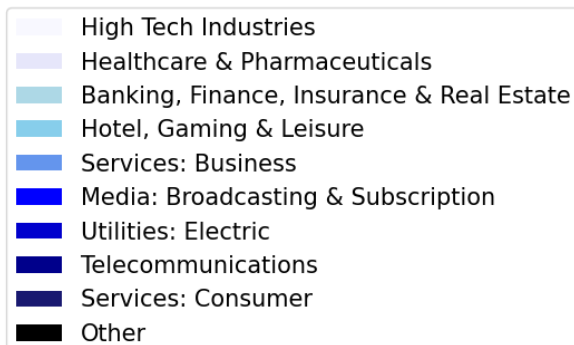 High Tech Industries
Healthcare & Pharmaceuticals
Banking, Finance, Insurance & Real Estate
Hotel, Gaming & Leisure
Services: Business
Media: Broadcasting & Subscription
Utilities: Electric
Telecommunications
Services: Consumer
Other